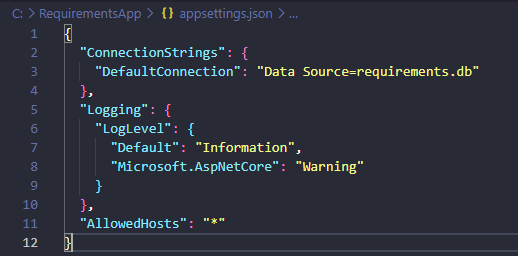 C: > RequirementsApp > {} appsettings.json > ...
1 {
2   "ConnectionStrings": {
3     "DefaultConnection": "Data Source=requirements.db"
4   },
5   "Logging": {
6     "LogLevel": {
7       "Default": "Information",
8       "Microsoft.AspNetCore": "Warning"
9     }
10   },
11   "AllowedHosts": "*"
12 }